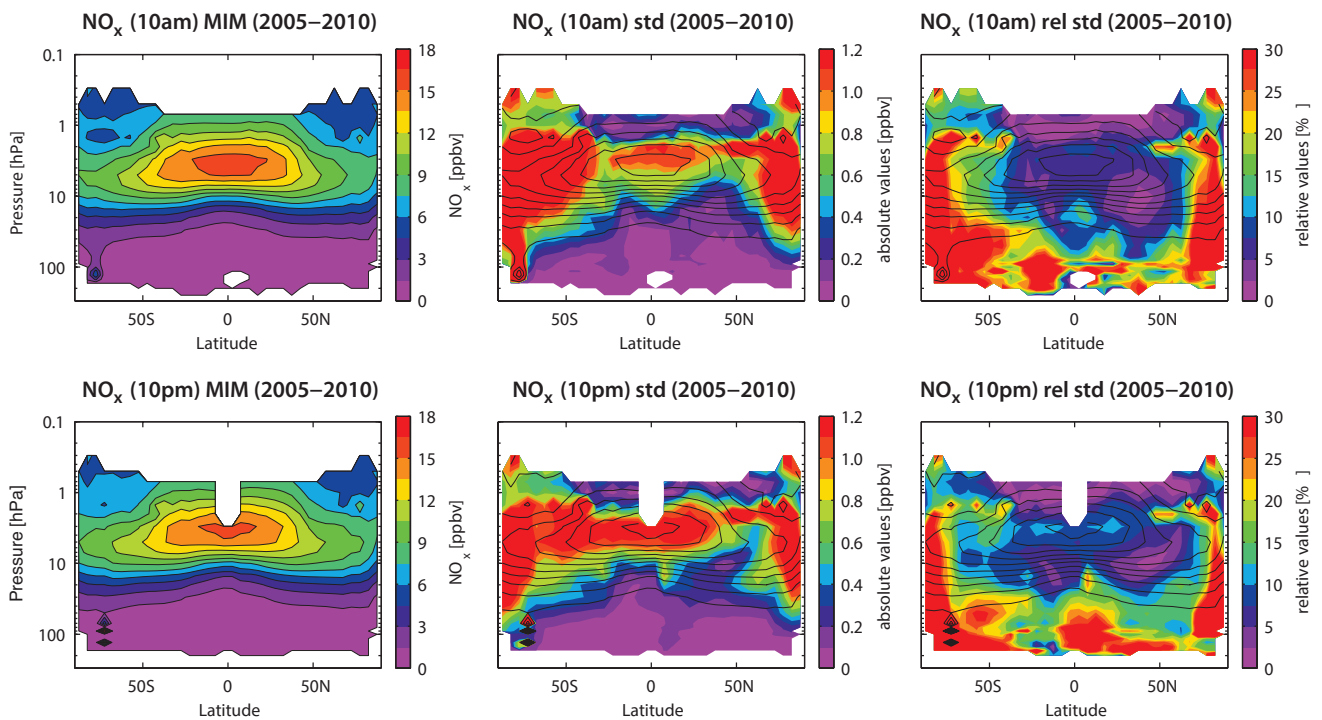 NOx (10am) MIM (2005−2010)
NOx (10am) std (2005−2010)
NOx (10am) rel std (2005−2010)
0.1
1
10
100
Pressure [hPa]
50S 0 50N
Latitude
18
15
12
9
6
3
0
NOx [ppbv]
50S 0 50N
Latitude
1.2
1.0
0.8
0.6
0.4
0.2
0
absolute values [ppbv]
50S 0 50N
Latitude
30
25
20
15
10
5
0
relative values [% ]
NOx (10pm) MIM (2005−2010)
NOx (10pm) std (2005−2010)
NOx (10pm) rel std (2005−2010)
0.1
1
10
100
Pressure [hPa]
50S 0 50N
Latitude
18
15
12
9
6
3
0
NOx [ppbv]
50S 0 50N
Latitude
1.2
1.0
0.8
0.6
0.4
0.2
0
absolute values [ppbv]
50S 0 50N
Latitude
30
25
20
15
10
5
0
relative values [% ]